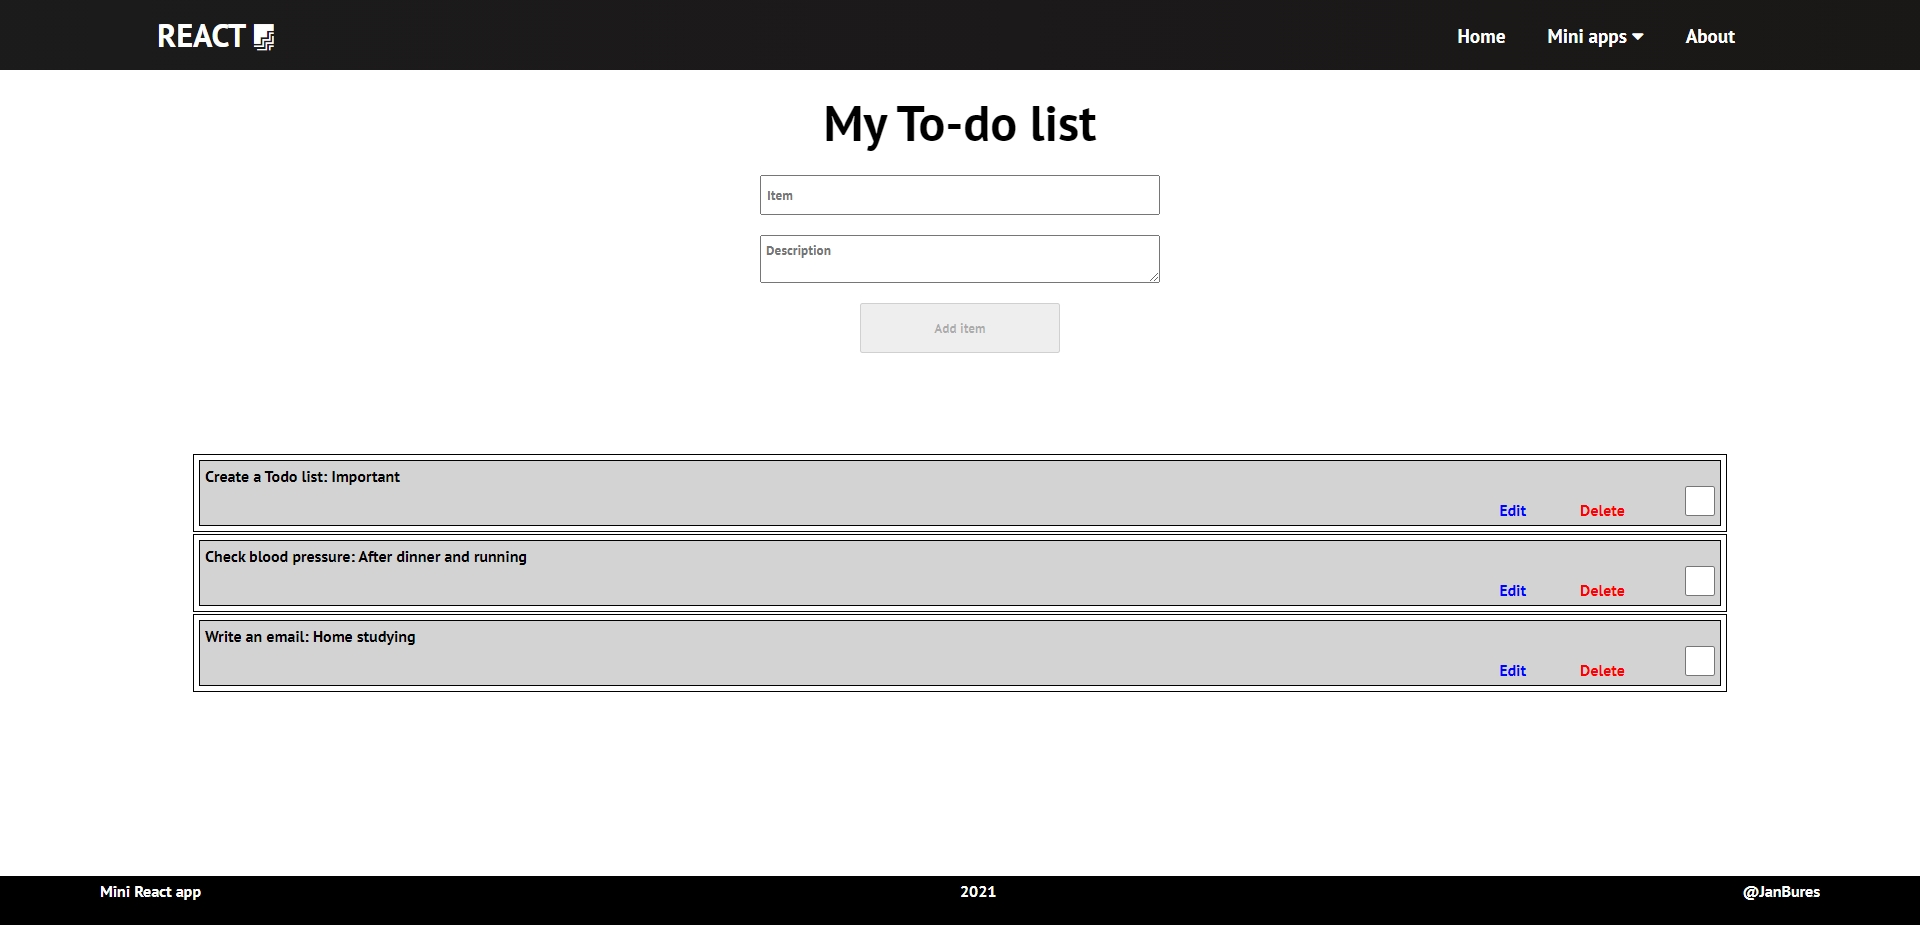 REACT
Home
Mini apps
About
My To-do list
Item
Description
Add item
Create a Todo list: Important
Edit
Delete
Check blood pressure: After dinner and running
Edit
Delete
Write an email: Home studying
Edit
Delete
Mini React app
2021
@JanBures